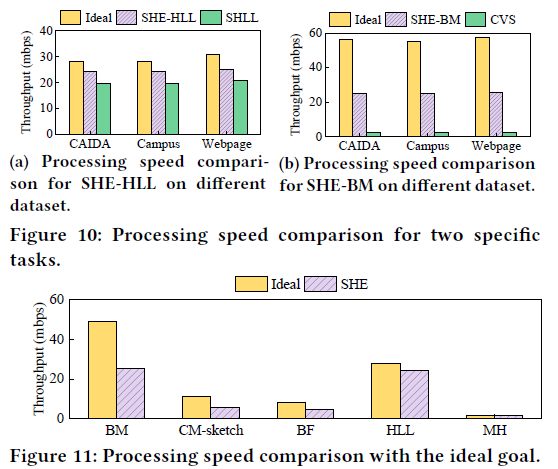 Ideal SHE-HLL SHLL
Throughput (mbps)
40
30
20
10
0
CAIDA Campus Webpage
(a) Processing speed compari-
son for SHE-HLL on different
dataset.
Ideal SHE-BM CVS
Throughput (mbps)
60
40
20
0
CAIDA Campus Webpage
(b) Processing speed comparison
for SHE-BM on different dataset.
Figure 10: Processing speed comparison for two specific
tasks.
Ideal SHE
Throughput (mbps)
60
40
20
0
BM CM-sketch BF HLL MH
Figure 11: Processing speed comparison with the ideal goal.